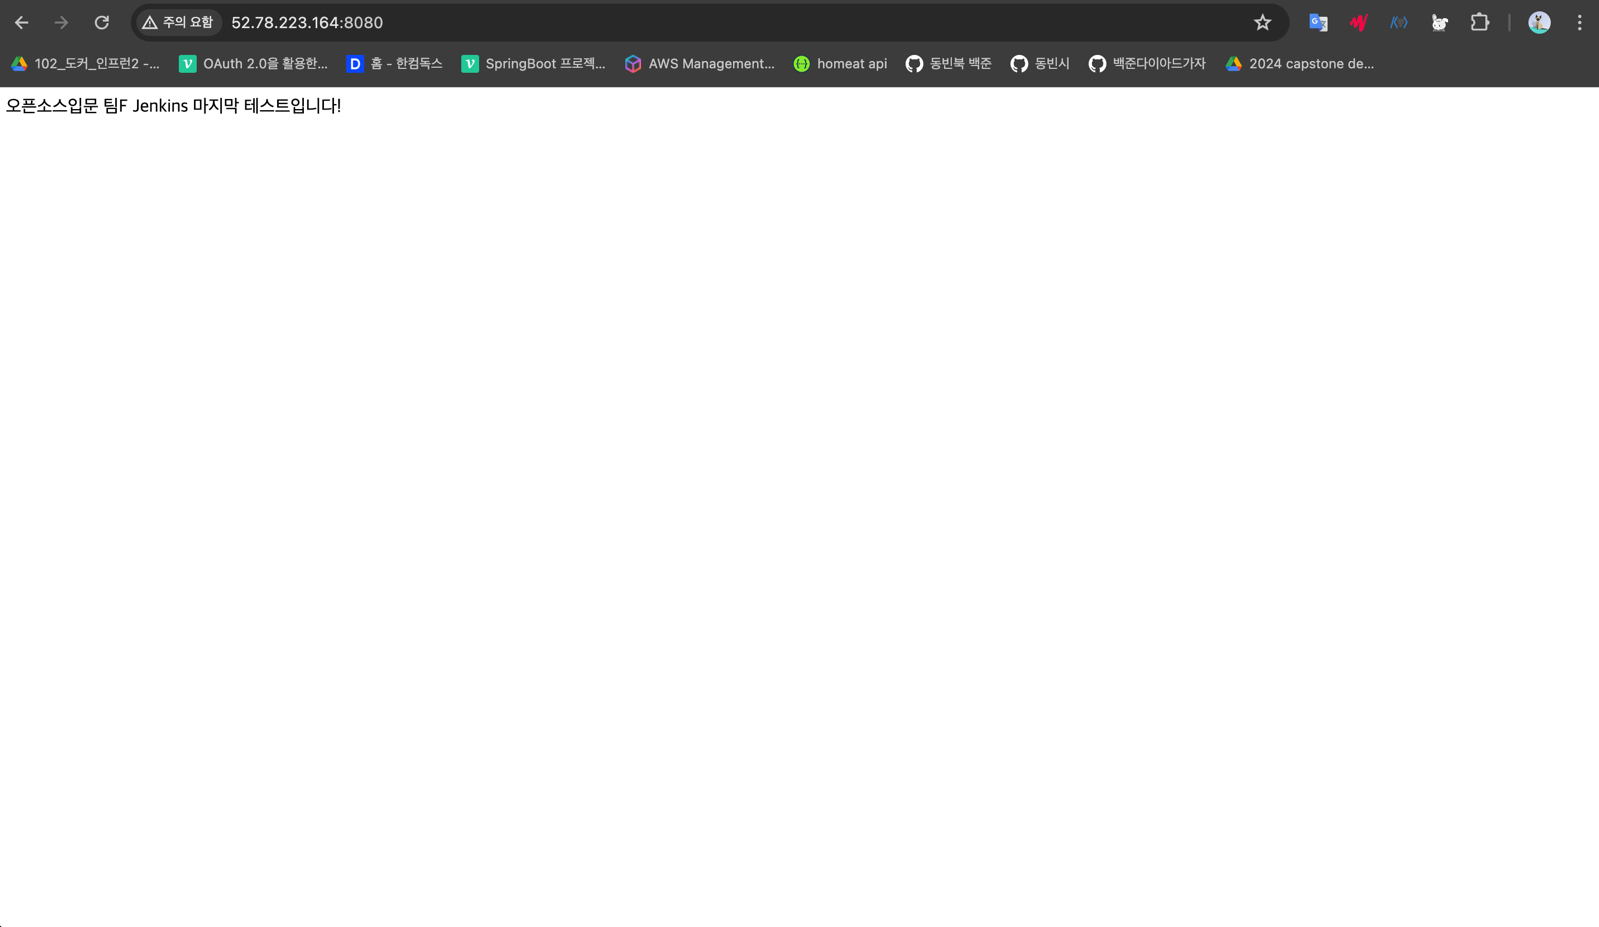 주의 요함 52.78.223.164:8080
102_도커_인프런2 -... OAuth 2.0을 활용한... 홈 - 한컴독스 SpringBoot 프로젝... AWS Management... homeat api 동빈북 백준 동빈시 백준다이아드가자 2024 capstone de...
오픈소스입문 팀F Jenkins 마지막 테스트입니다!